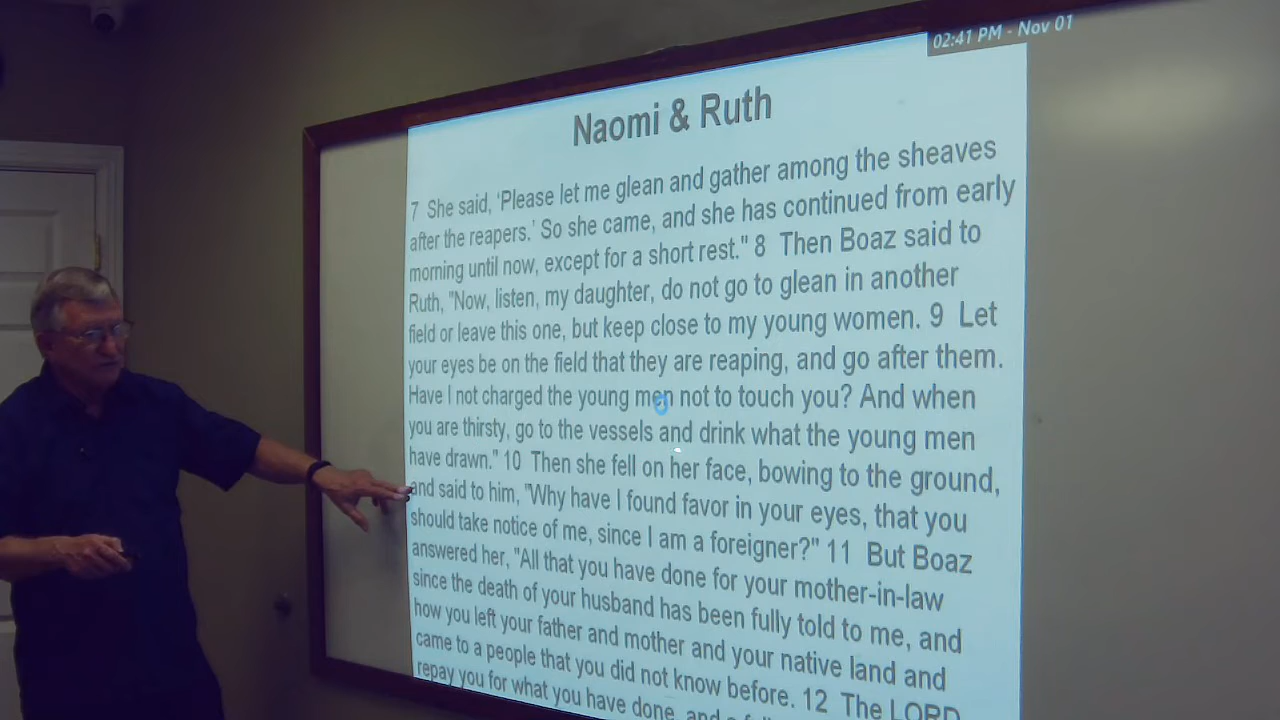 02:41 PM - Nov 01
Naomi & Ruth
7 She said, ‘Please let me glean and gather among the sheaves
after the reapers.’ So she came, and she has continued from early
morning until now, except for a short rest." 8 Then Boaz said to
Ruth, "Now, listen, my daughter, do not go to glean in another
field or leave this one, but keep close to my young women. 9 Let
your eyes be on the field that they are reaping, and go after them.
Have I not charged the young men not to touch you? And when
you are thirsty, go to the vessels and drink what the young men
have drawn." 10 Then she fell on her face, bowing to the ground,
and said to him, "Why have I found favor in your eyes, that you
should take notice of me, since I am a foreigner?" 11 But Boaz
answered her, "All that you have done for your mother-in-law
since the death of your husband has been fully told to me, and
how you left your father and mother and your native land and
came to a people that you did not know before. 12 The LORD
repay you for what you have done, and a